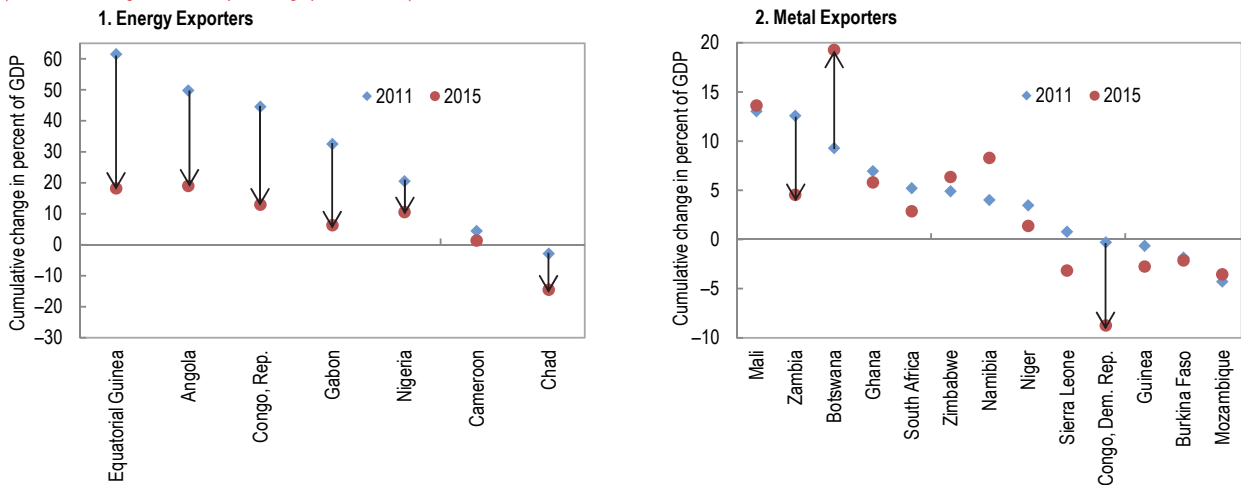 1. Energy Exporters
Cumulative change in percent of GDP
60
50
40
30
20
10
0
–10
–20
–30
2011
2015
Equatorial Guinea
Angola
Congo, Rep.
Gabon
Nigeria
Cameroon
Chad
2. Metal Exporters
Cumulative change in percent of GDP
20
15
10
5
0
–5
–10
2011
2015
Mali
Zambia
Botswana
Ghana
South Africa
Zimbabwe
Namibia
Niger
Sierra Leone
Congo, Dem. Rep.
Guinea
Burkina Faso
Mozambique